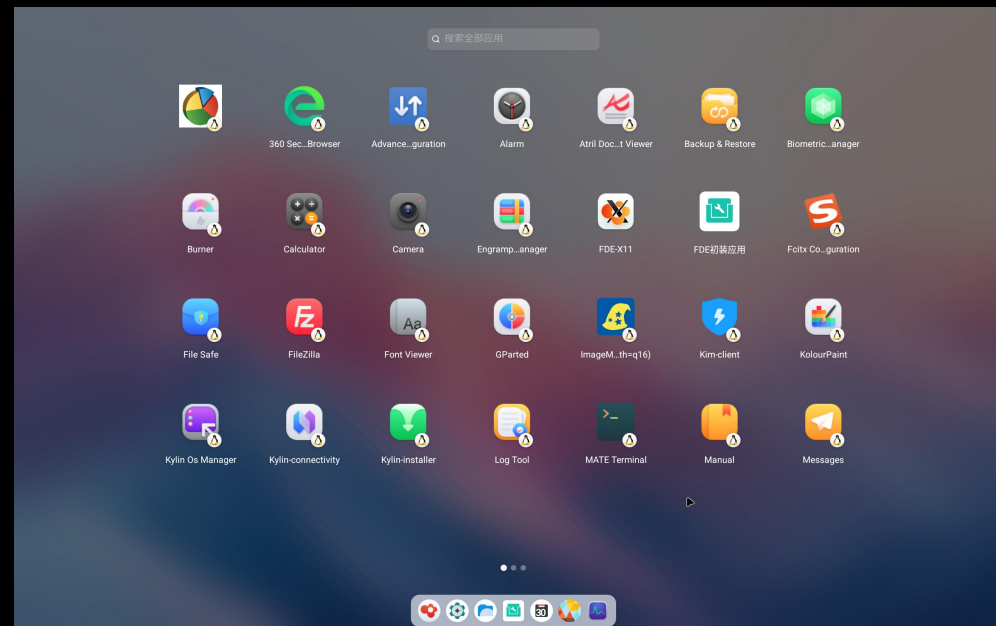 搜索全部应用
360 Sec...Browser
Advance...guration
Alarm
Atril Doc...t Viewer
Backup & Restore
Biometric...anager
Burner
Calculator
Camera
Engramp...anager
FDE-X11
FDE初装应用
Fcitx Co...guration
Aa
File Safe
FileZilla
Font Viewer
GParted
ImageM...th=q16)
Kim-client
KolourPaint
Kylin Os Manager
Kylin-connectivity
Kylin-installer
Log Tool
MATE Terminal
Manual
Messages
30